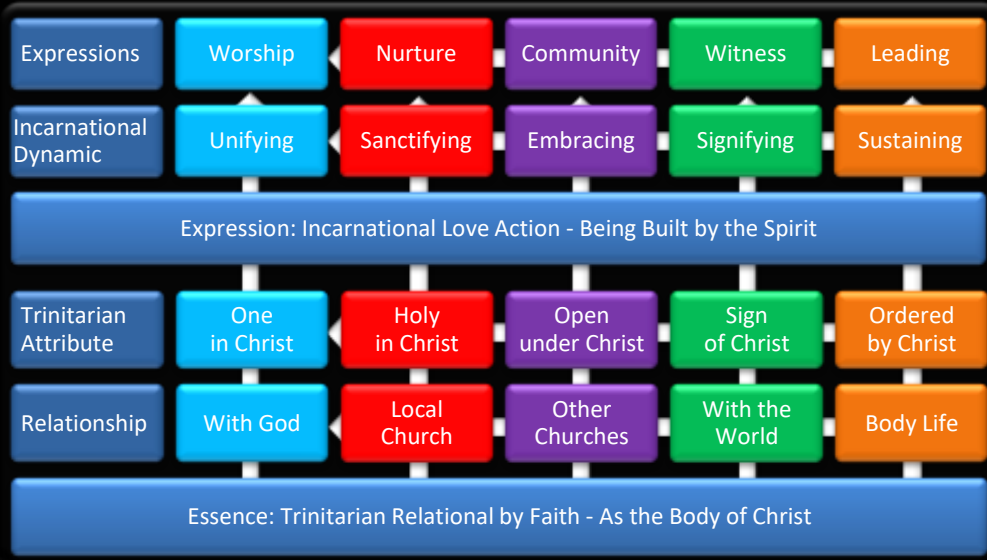 Expressions
Worship
Nurture
Community
Witness
Leading
Incarnational
Dynamic
Unifying
Sanctifying
Embracing
Signifying
Sustaining
Expression: Incarnational Love Action - Being Built by the Spirit
Trinitarian
Attribute
One
in Christ
Holy
in Christ
Open
under Christ
Sign
of Christ
Ordered
by Christ
Relationship
With God
Local
Church
Other
Churches
With the
World
Body Life
Essence: Trinitarian Relational by Faith - As the Body of Christ